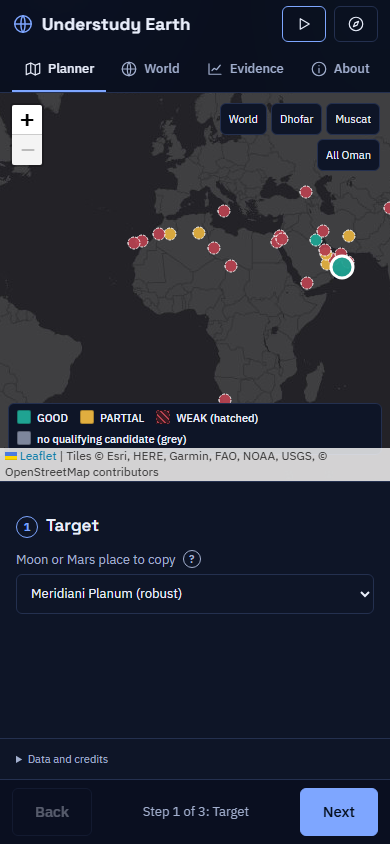 Understudy Earth
Planner World Evidence About
+
−
World Dhofar Muscat
All Oman
GOOD PARTIAL WEAK (hatched)
no qualifying candidate (grey)
Leaflet | Tiles © Esri, HERE, Garmin, FAO, NOAA, USGS, ©
OpenStreetMap contributors
1 Target
Moon or Mars place to copy ?
Meridiani Planum (robust)
Data and credits
Back Step 1 of 3: Target Next